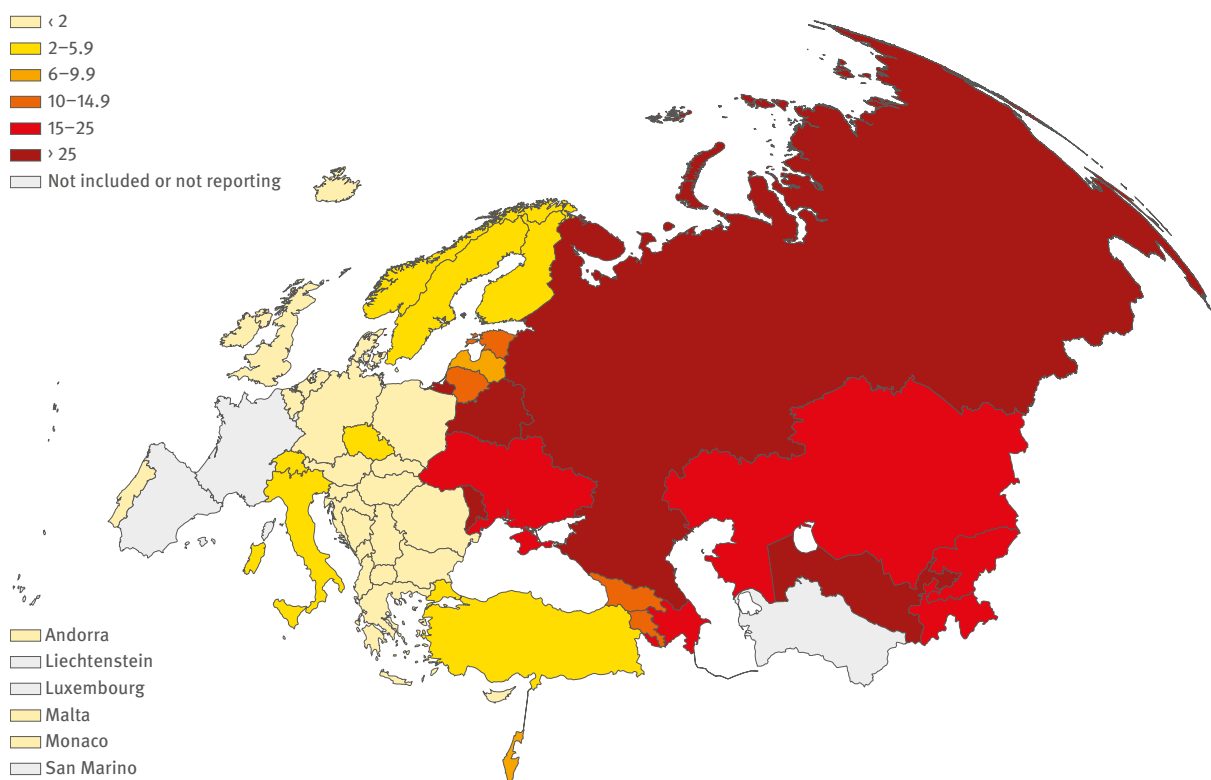 ‹ 2
2–5.9
6–9.9
10–14.9
15–25
› 25
Not included or not reporting
Andorra
Liechtenstein
Luxembourg
Malta
Monaco
San Marino